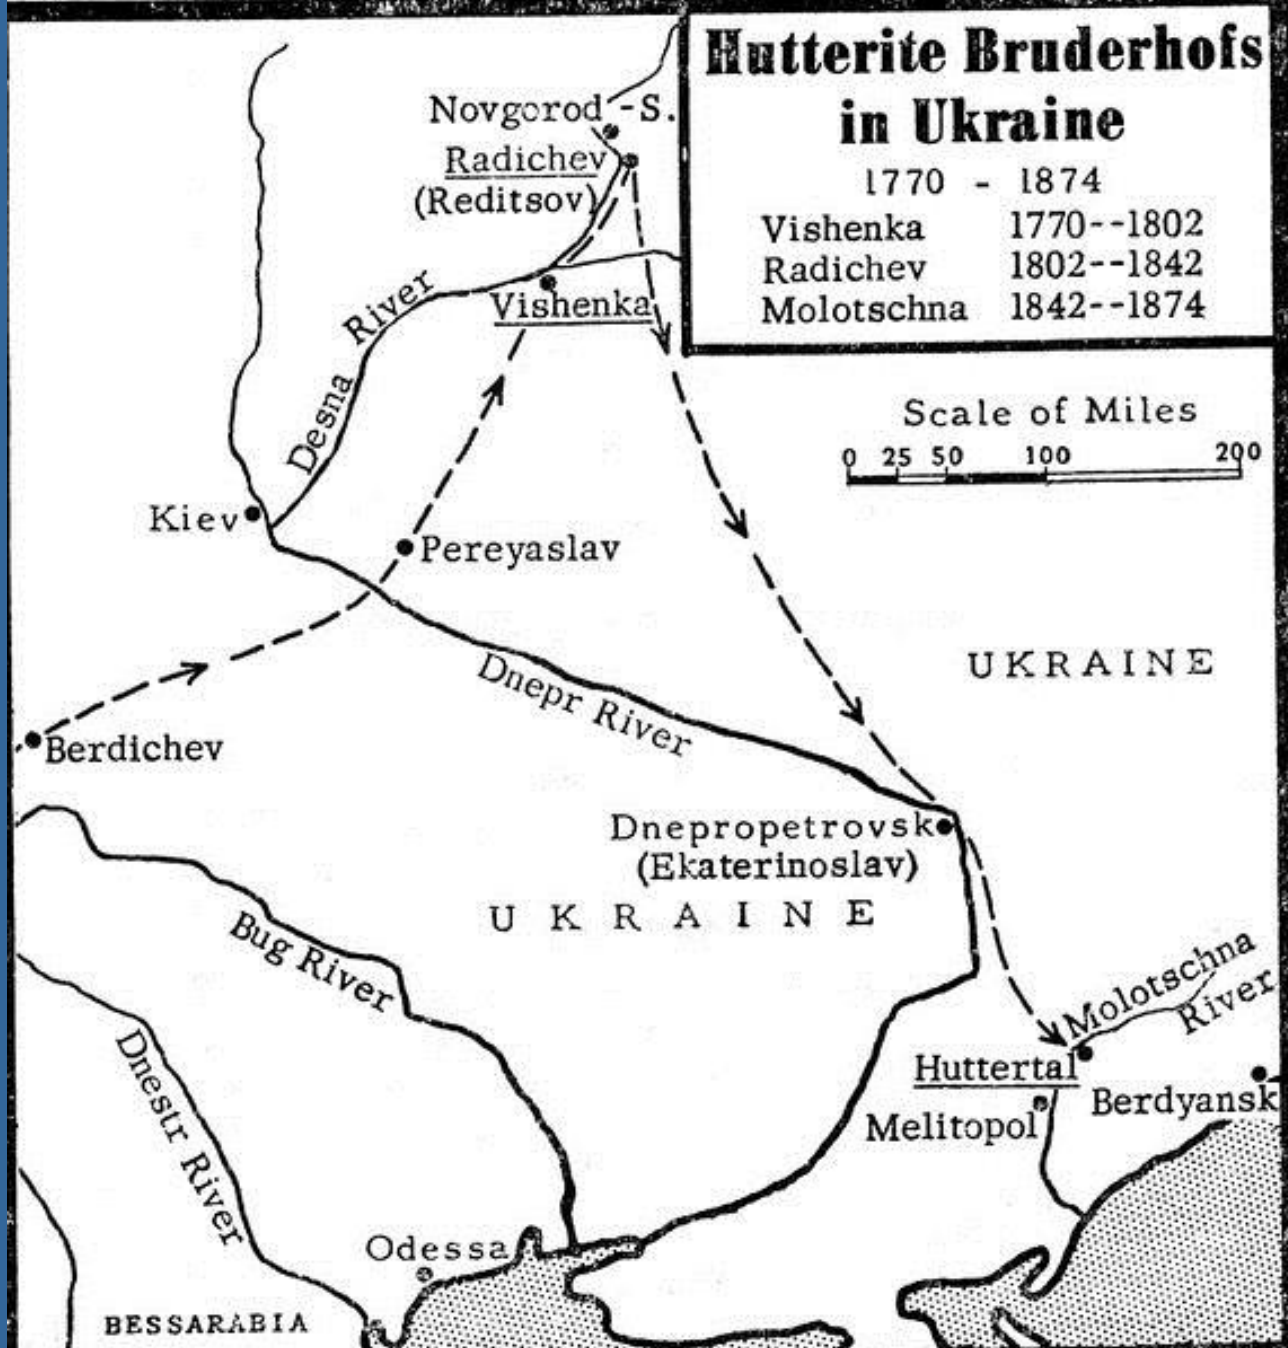 Hutterite Bruderhofs
in Ukraine
1770 - 1874
Vishenka 1770--1802
Radichev 1802--1842
Molotschna 1842--1874
Novgorod -S.
Radichev
(Reditsov)
Desna River
Vishenka
Scale of Miles
0 25 50 100 200
Kiev
Pereyaslav
UKRAINE
Dnepr River
Berdichev
Dnepropetrovsk
(Ekaterinoslav)
UKRAINE
Bug River
Molotschna
River
Dnestr River
Huttertal
Berdyansk
Melitopol
Odessa
BESSARABIA